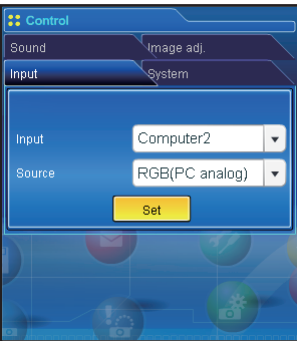 Control
Sound Image adj.
Input System
Input Computer2
Source RGB(PC analog)
Set